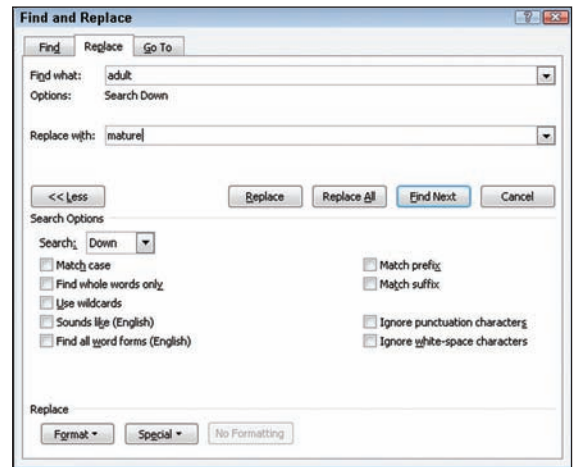 Find and Replace
Find Replace Go To
Find what: adult
Options: Search Down
Replace with: mature
<< Less Replace Replace All Find Next Cancel
Search Options
Search: Down
Match case Match prefix
Find whole words only Match suffix
Use wildcards
Sounds like (English) Ignore punctuation characters
Find all word forms (English) Ignore white-space characters
Replace
Format Special No Formatting